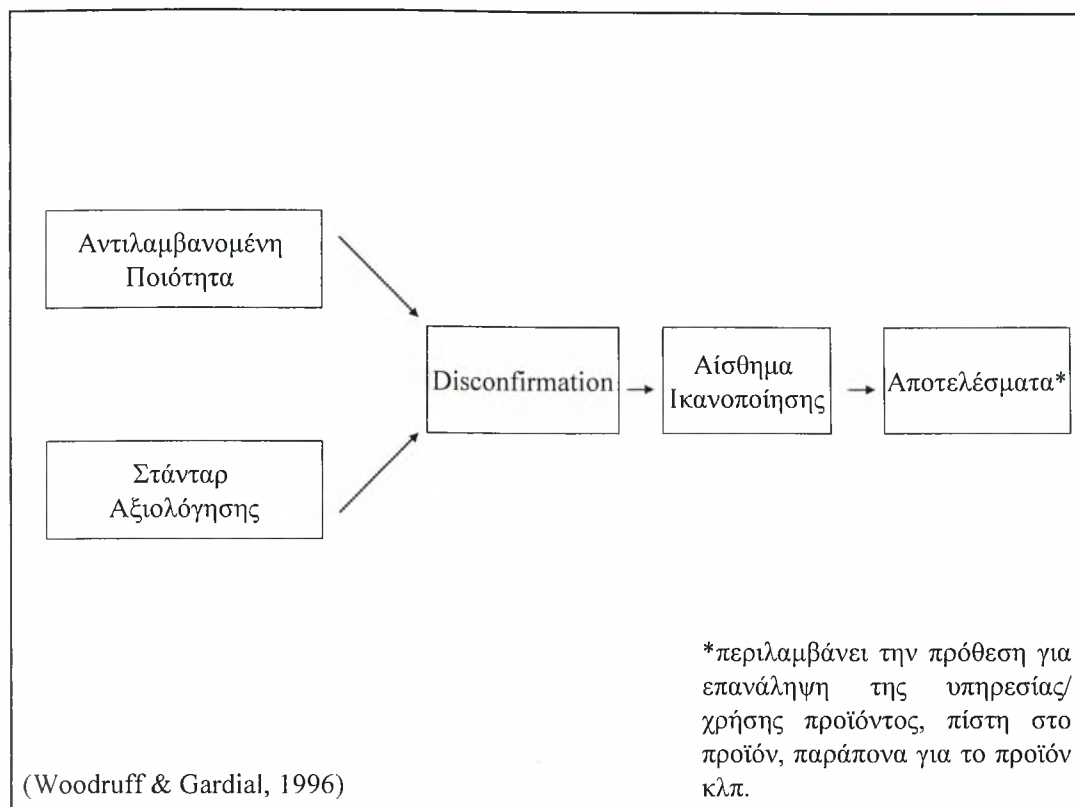 Αντιλαμβανομένη
Ποιότητα
Στάνταρ
Αξιολόγησης
Disconfirmation
Αίσθημα
Ικανοποίησης
Αποτελέσματα*
*περιλαμβάνει την πρόθεση για
επανάληψη της υπηρεσίας/
χρήσης προϊόντος, πίστη στο
προϊόν, παράπονα για το προϊόν
κλπ.
(Woodruff & Gardial, 1996)